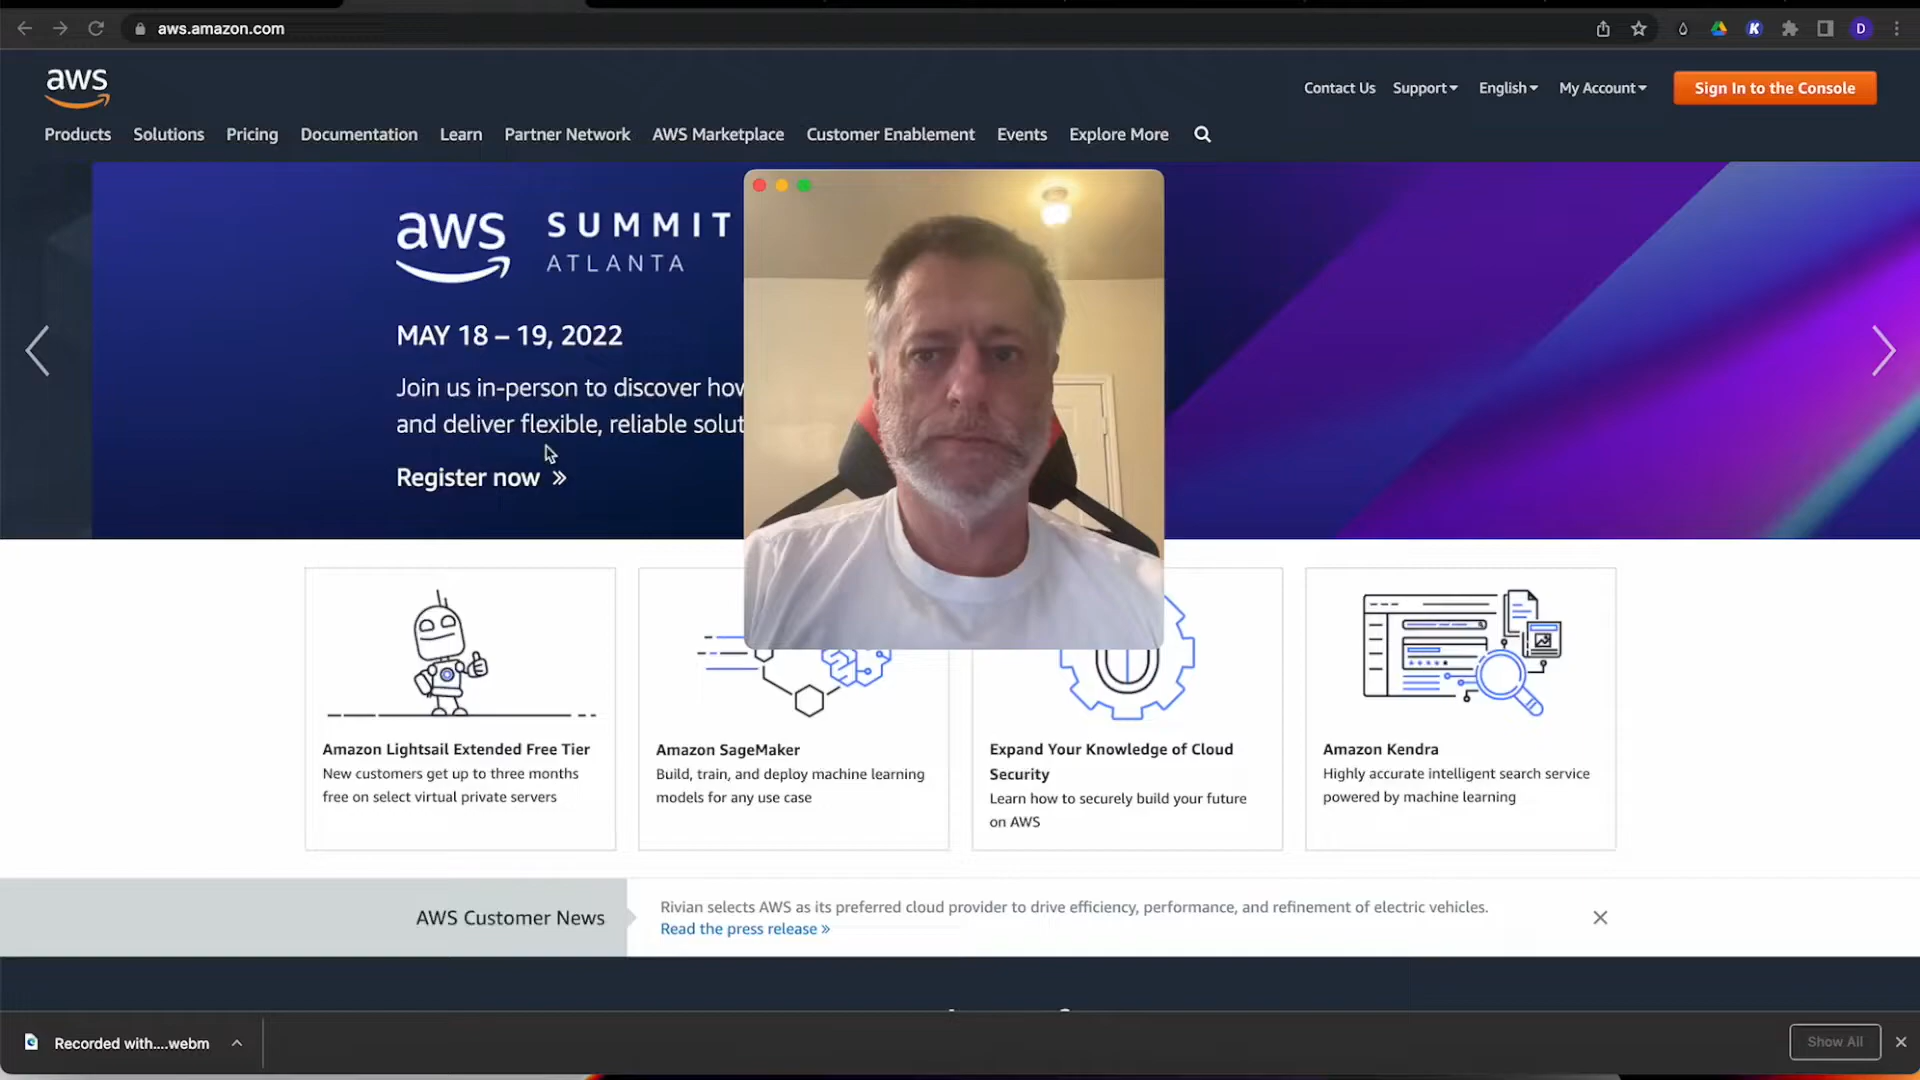 aws.amazon.com
D
aws
Contact Us Support English My Account Sign In to the Console
Products Solutions Pricing Documentation Learn Partner Network AWS Marketplace Customer Enablement Events Explore More
aws SUMMIT
ATLANTA
MAY 18 – 19, 2022
Join us in-person to discover how
and deliver flexible, reliable
Register now »
Amazon Lightsail Extended Free Tier
New customers get up to three months
free on select virtual private servers
Amazon SageMaker
Build, train, and deploy machine learning
models for any use case
Expand Your Knowledge of Cloud
Security
Learn how to securely build your future
on AWS
Amazon Kendra
Highly accurate intelligent search service
powered by machine learning
AWS Customer News
Rivian selects AWS as its preferred cloud provider to drive efficiency, performance, and refinement of electric vehicles.
Read the press release »
Recorded with....webm
Show All